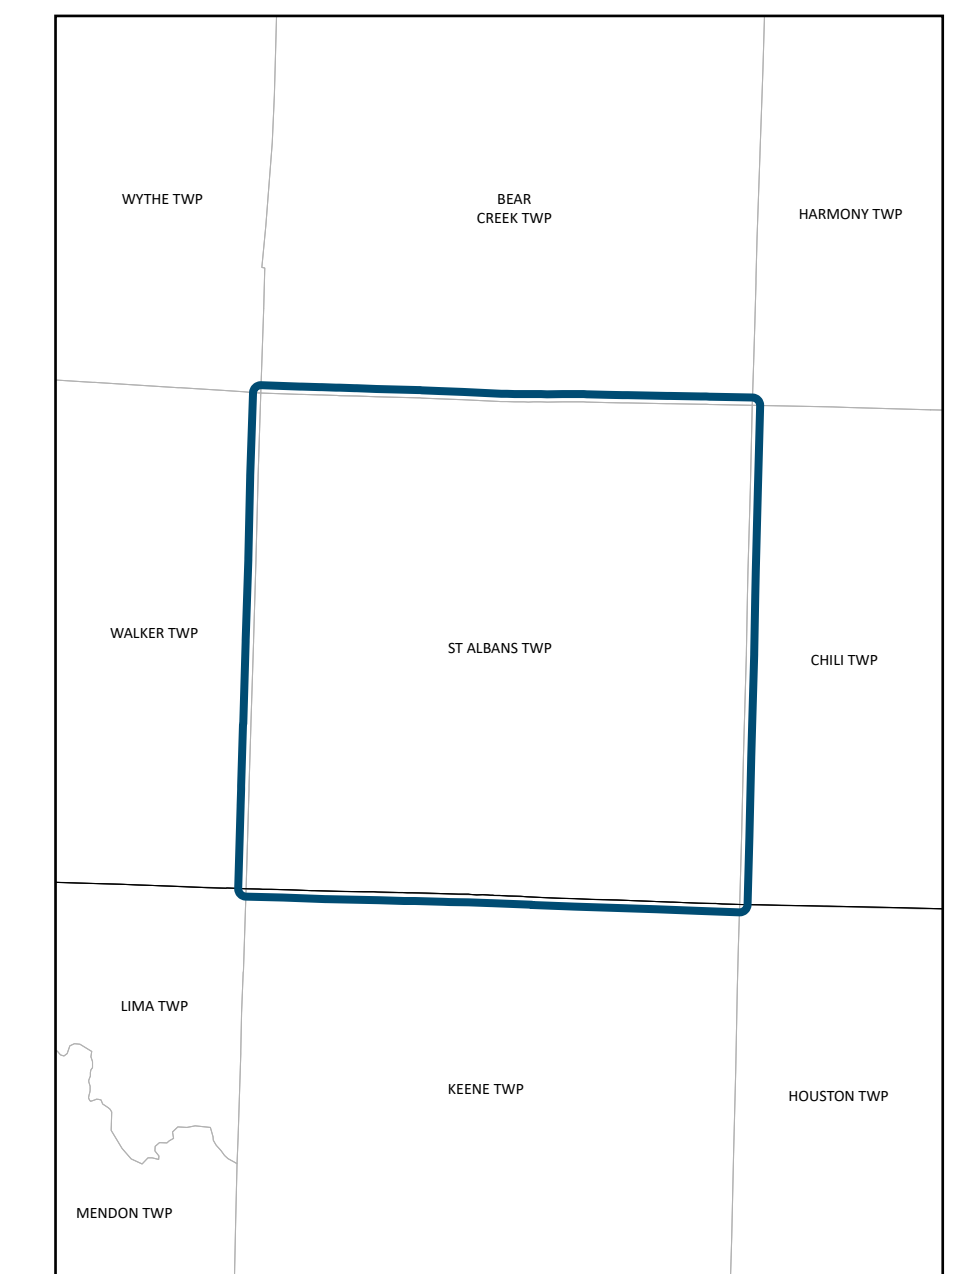 WYTHE TWP
BEAR
CREEK TWP
HARMONY TWP
WALKER TWP
ST ALBANS TWP
CHILI TWP
LIMA TWP
KEENE TWP
HOUSTON TWP
MENDON TWP